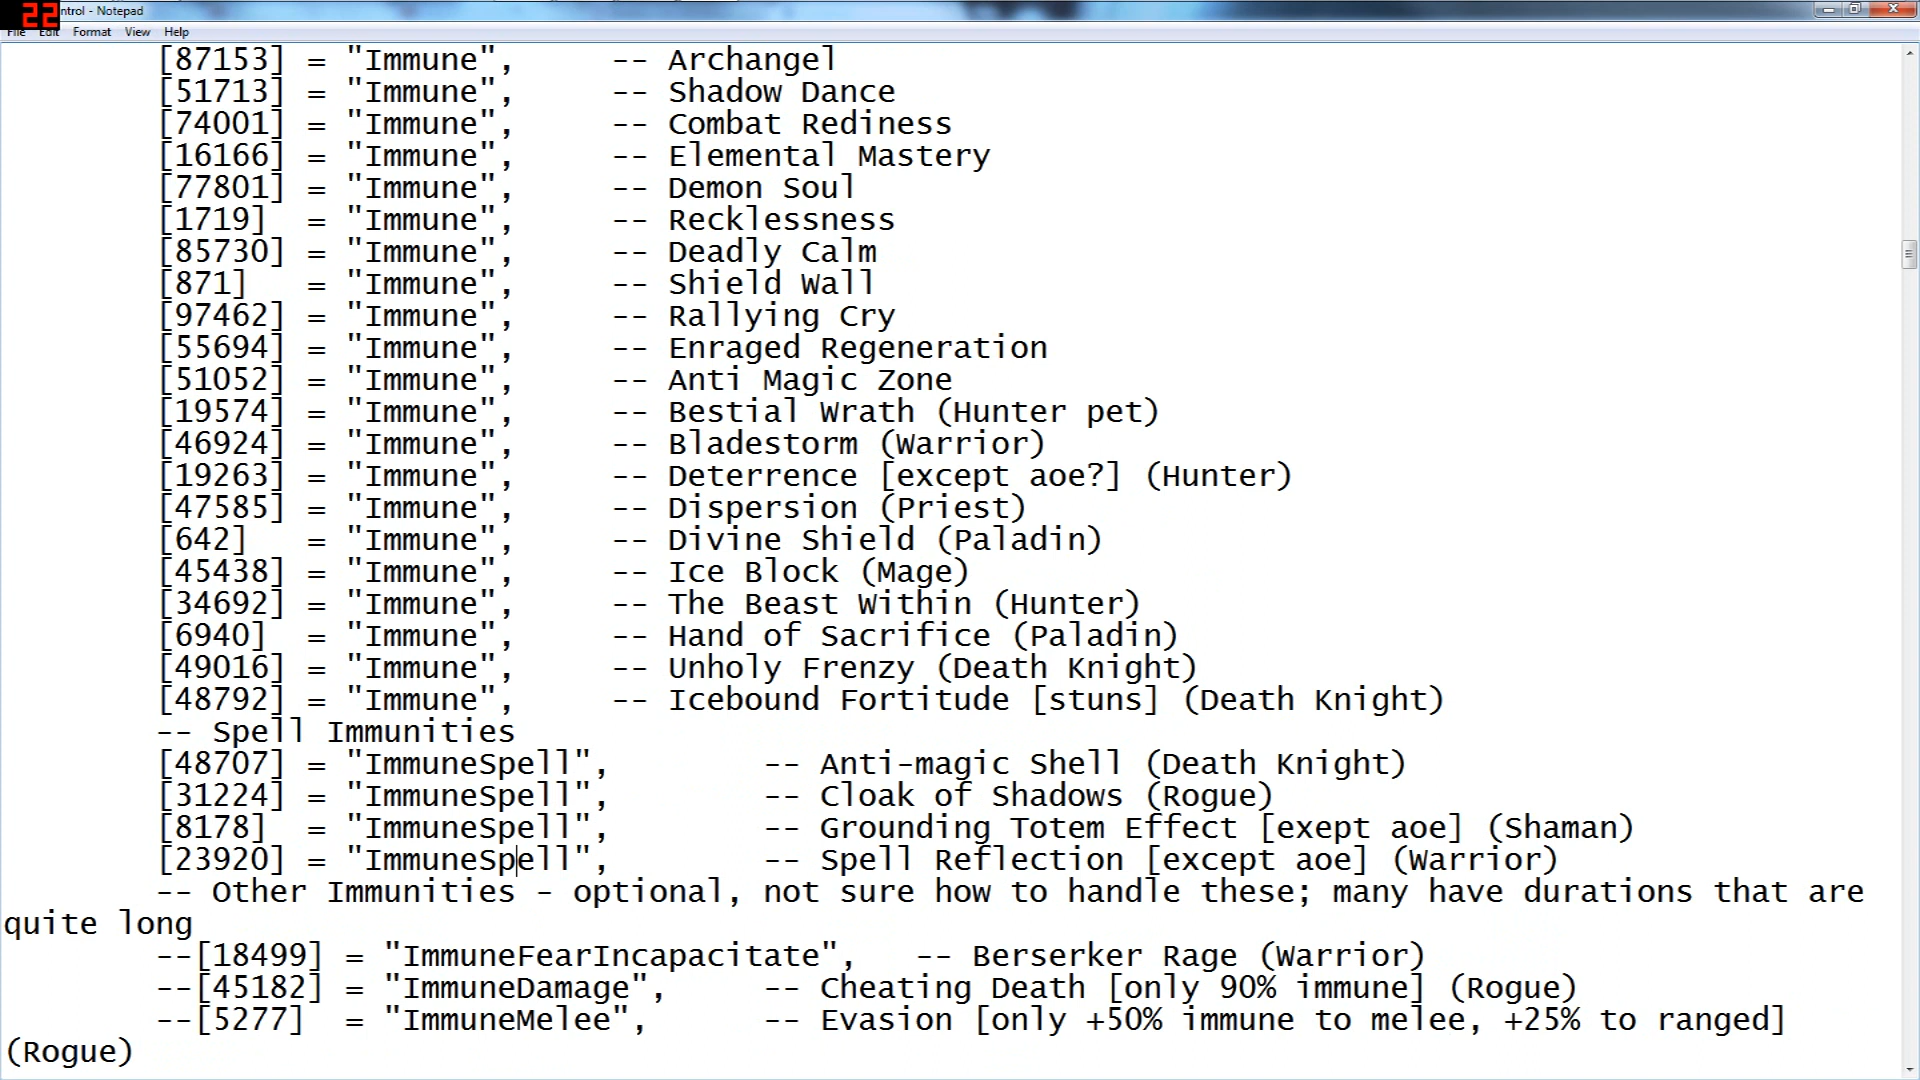 22
ntrol - Notepad
File Edit Format View Help
[87153] = "Immune", -- Archangel
[51713] = "Immune", -- Shadow Dance
[74001] = "Immune", -- Combat Rediness
[16166] = "Immune", -- Elemental Mastery
[77801] = "Immune", -- Demon Soul
[1719] = "Immune", -- Recklessness
[85730] = "Immune", -- Deadly Calm
[871] = "Immune", -- Shield Wall
[97462] = "Immune", -- Rallying Cry
[55694] = "Immune", -- Enraged Regeneration
[51052] = "Immune", -- Anti Magic Zone
[19574] = "Immune", -- Bestial Wrath (Hunter pet)
[46924] = "Immune", -- Bladestorm (Warrior)
[19263] = "Immune", -- Deterrence [except aoe?] (Hunter)
[47585] = "Immune", -- Dispersion (Priest)
[642] = "Immune", -- Divine Shield (Paladin)
[45438] = "Immune", -- Ice Block (Mage)
[34692] = "Immune", -- The Beast Within (Hunter)
[6940] = "Immune", -- Hand of Sacrifice (Paladin)
[49016] = "Immune", -- Unholy Frenzy (Death Knight)
[48792] = "Immune", -- Icebound Fortitude [stuns] (Death Knight)
-- Spell Immunities
[48707] = "ImmuneSpell", -- Anti-magic Shell (Death Knight)
[31224] = "ImmuneSpell", -- Cloak of Shadows (Rogue)
[8178] = "ImmuneSpell", -- Grounding Totem Effect [exept aoe] (Shaman)
[23920] = "ImmuneSpell", -- Spell Reflection [except aoe] (Warrior)
-- Other Immunities - optional, not sure how to handle these; many have durations that are
quite long
--[18499] = "ImmuneFearIncapacitate", -- Berserker Rage (Warrior)
--[45182] = "ImmuneDamage", -- Cheating Death [only 90% immune] (Rogue)
--[5277] = "ImmuneMelee", -- Evasion [only +50% immune to melee, +25% to ranged]
(Rogue)